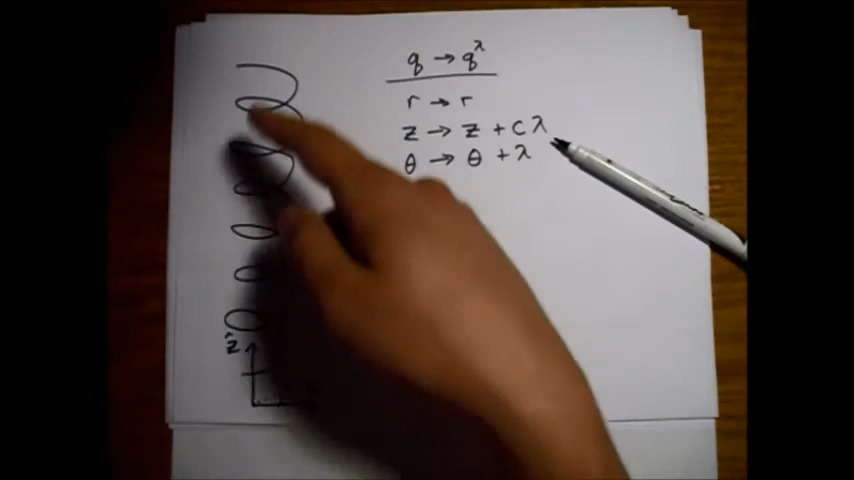 q → q^λ
r → r
z → z + cλ
θ → θ + λ
ẑ